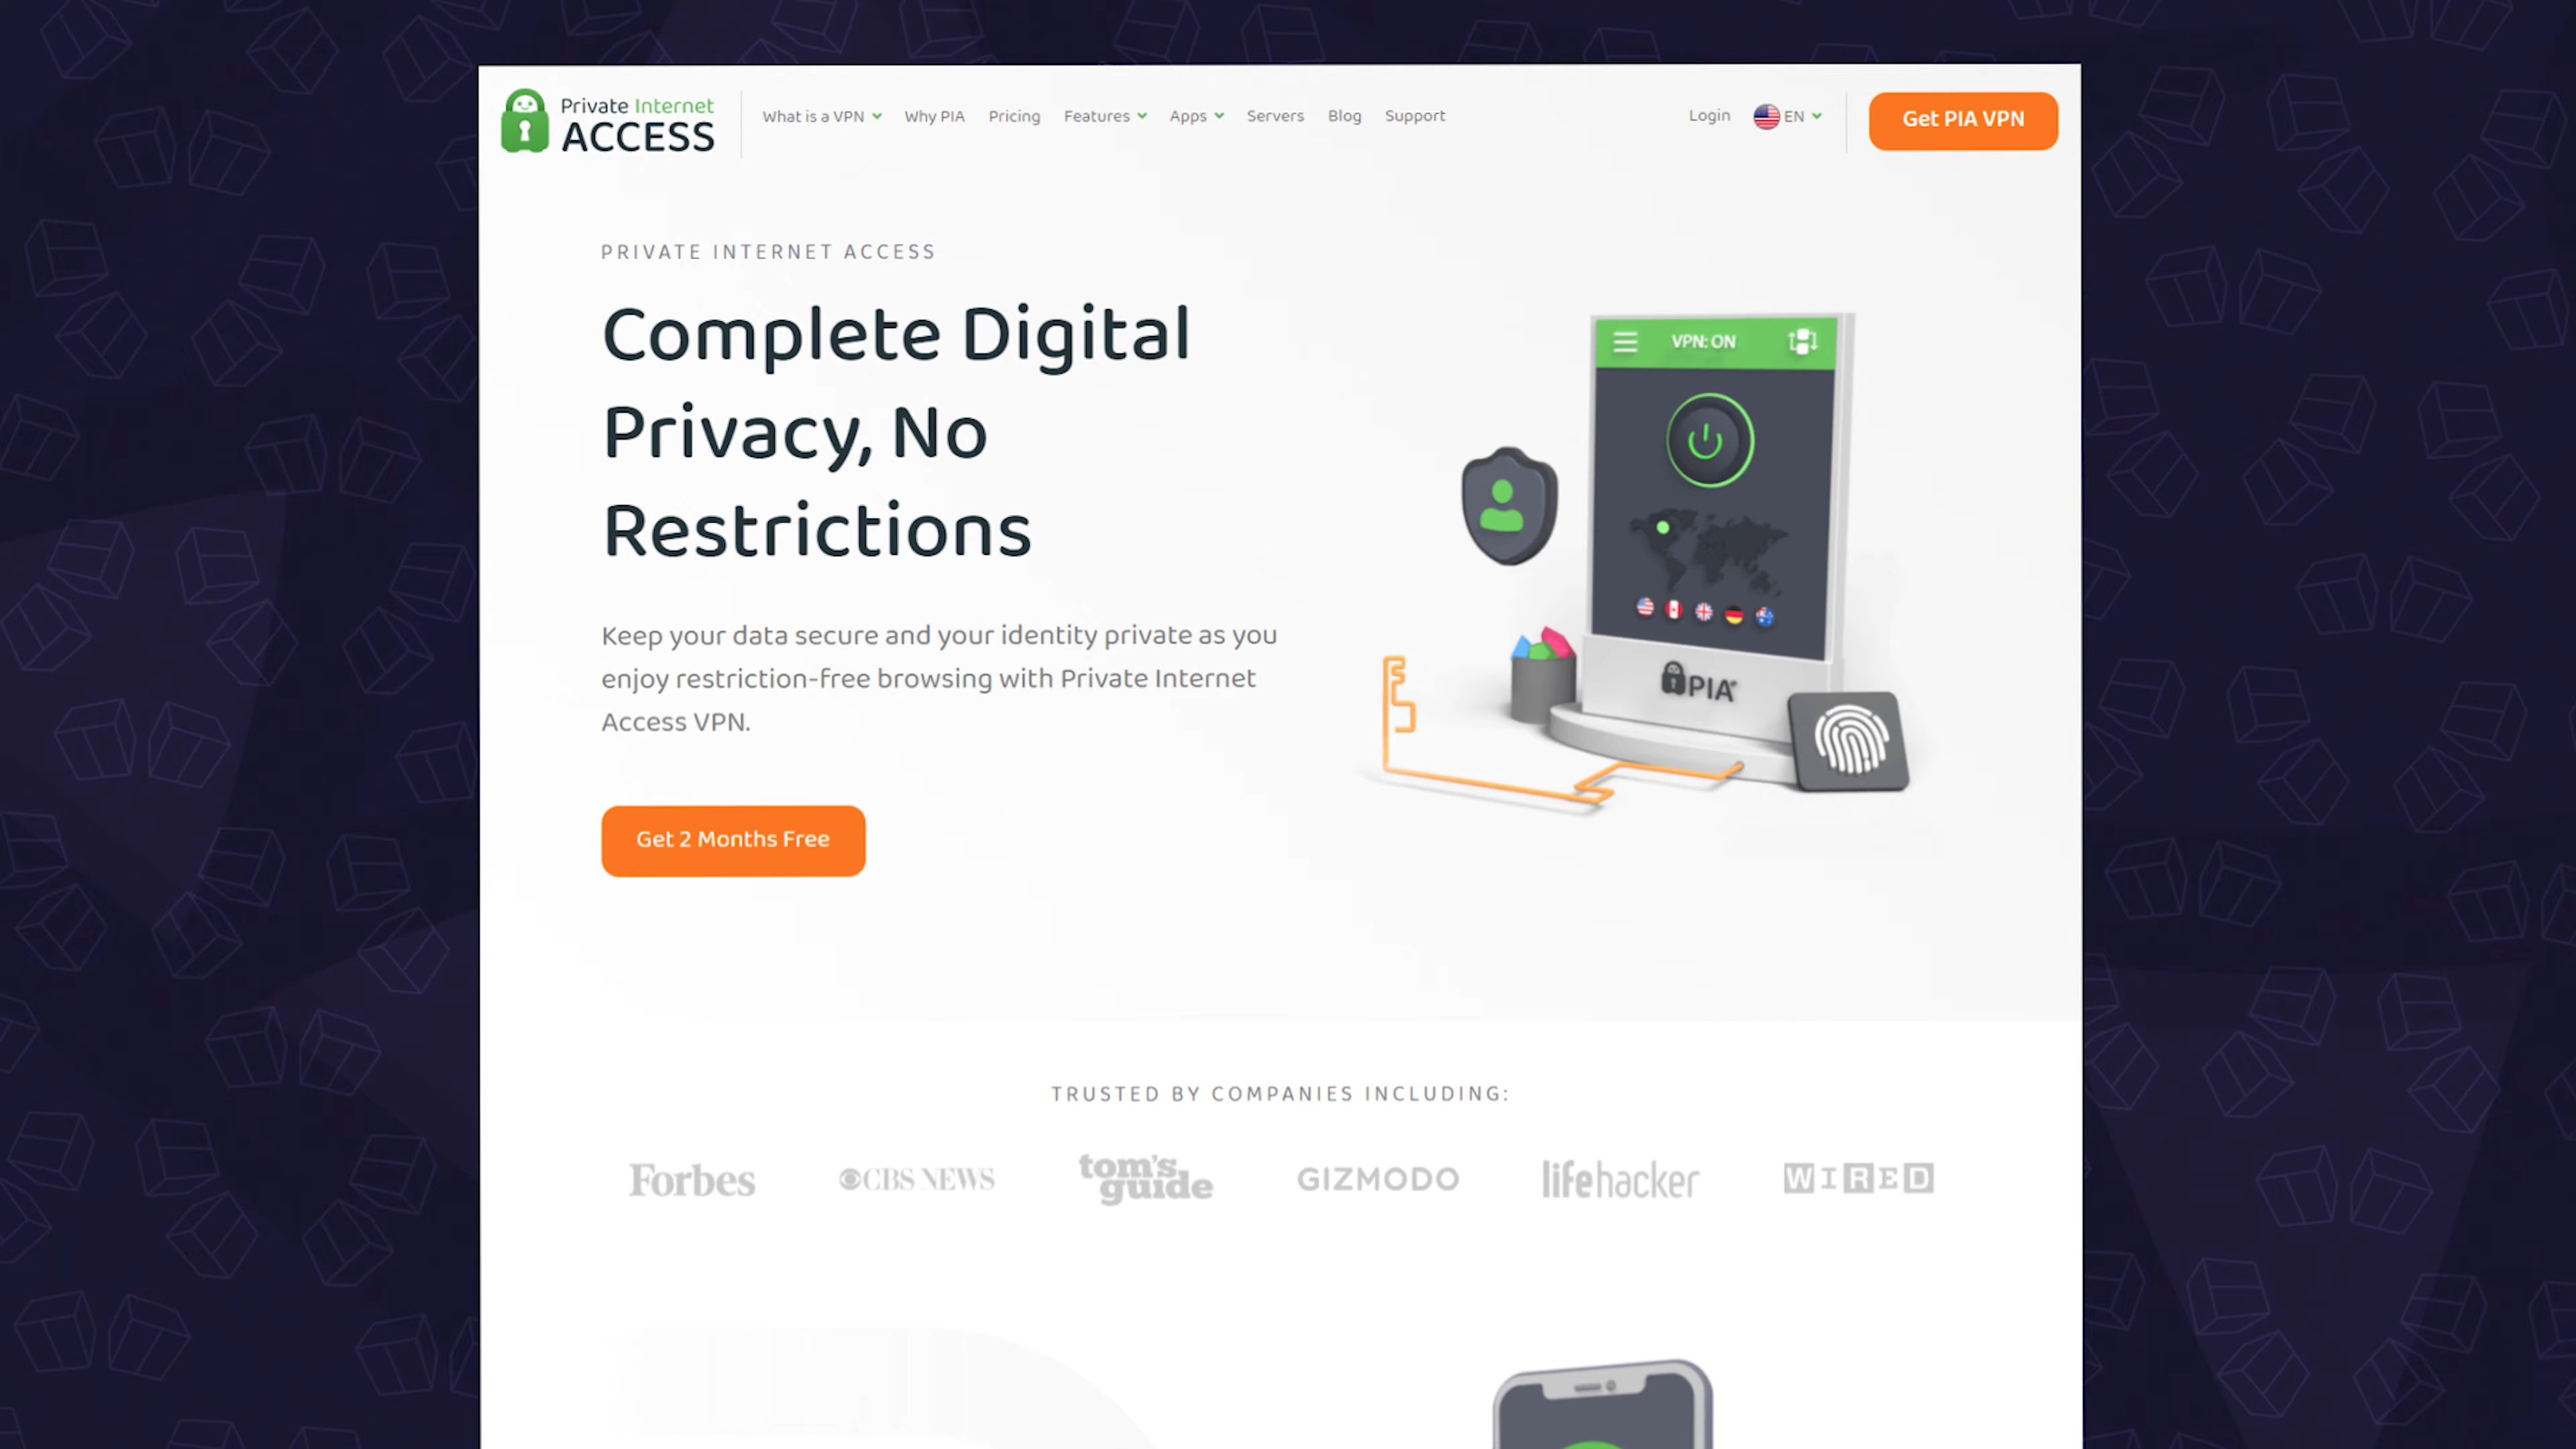 Private Internet
ACCESS
What is a VPN
Why PIA
Pricing
Features
Apps
Servers
Blog
Support
Login
EN
Get PIA VPN
PRIVATE INTERNET ACCESS
Complete Digital
Privacy, No
Restrictions
Keep your data secure and your identity private as you
enjoy restriction-free browsing with Private Internet
Access VPN.
Get 2 Months Free
VPN: ON
PIA
TRUSTED BY COMPANIES INCLUDING:
Forbes
CBS NEWS
tom's
guide
GIZMODO
lifehacker
WIRED